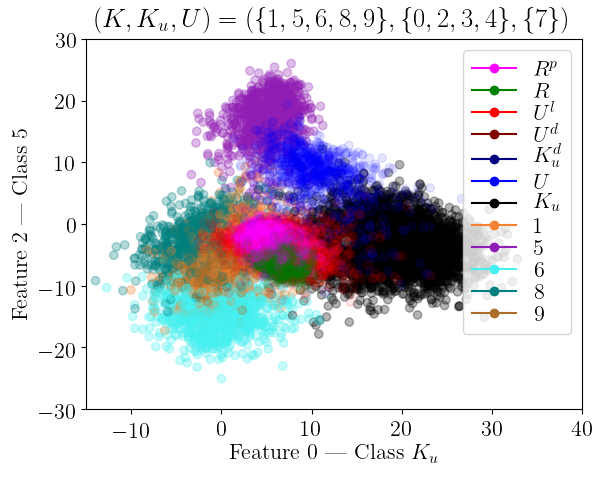 (K, K_u, U) = ({1, 5, 6, 8, 9}, {0, 2, 3, 4}, {7})
30
20
10
0
−10
−20
−30
Feature 2 — Class 5
R^p
R
U^l
U^d
K_u^d
U
K_u
1
5
6
8
9
−10
0
10
20
30
40
Feature 0 — Class K_u